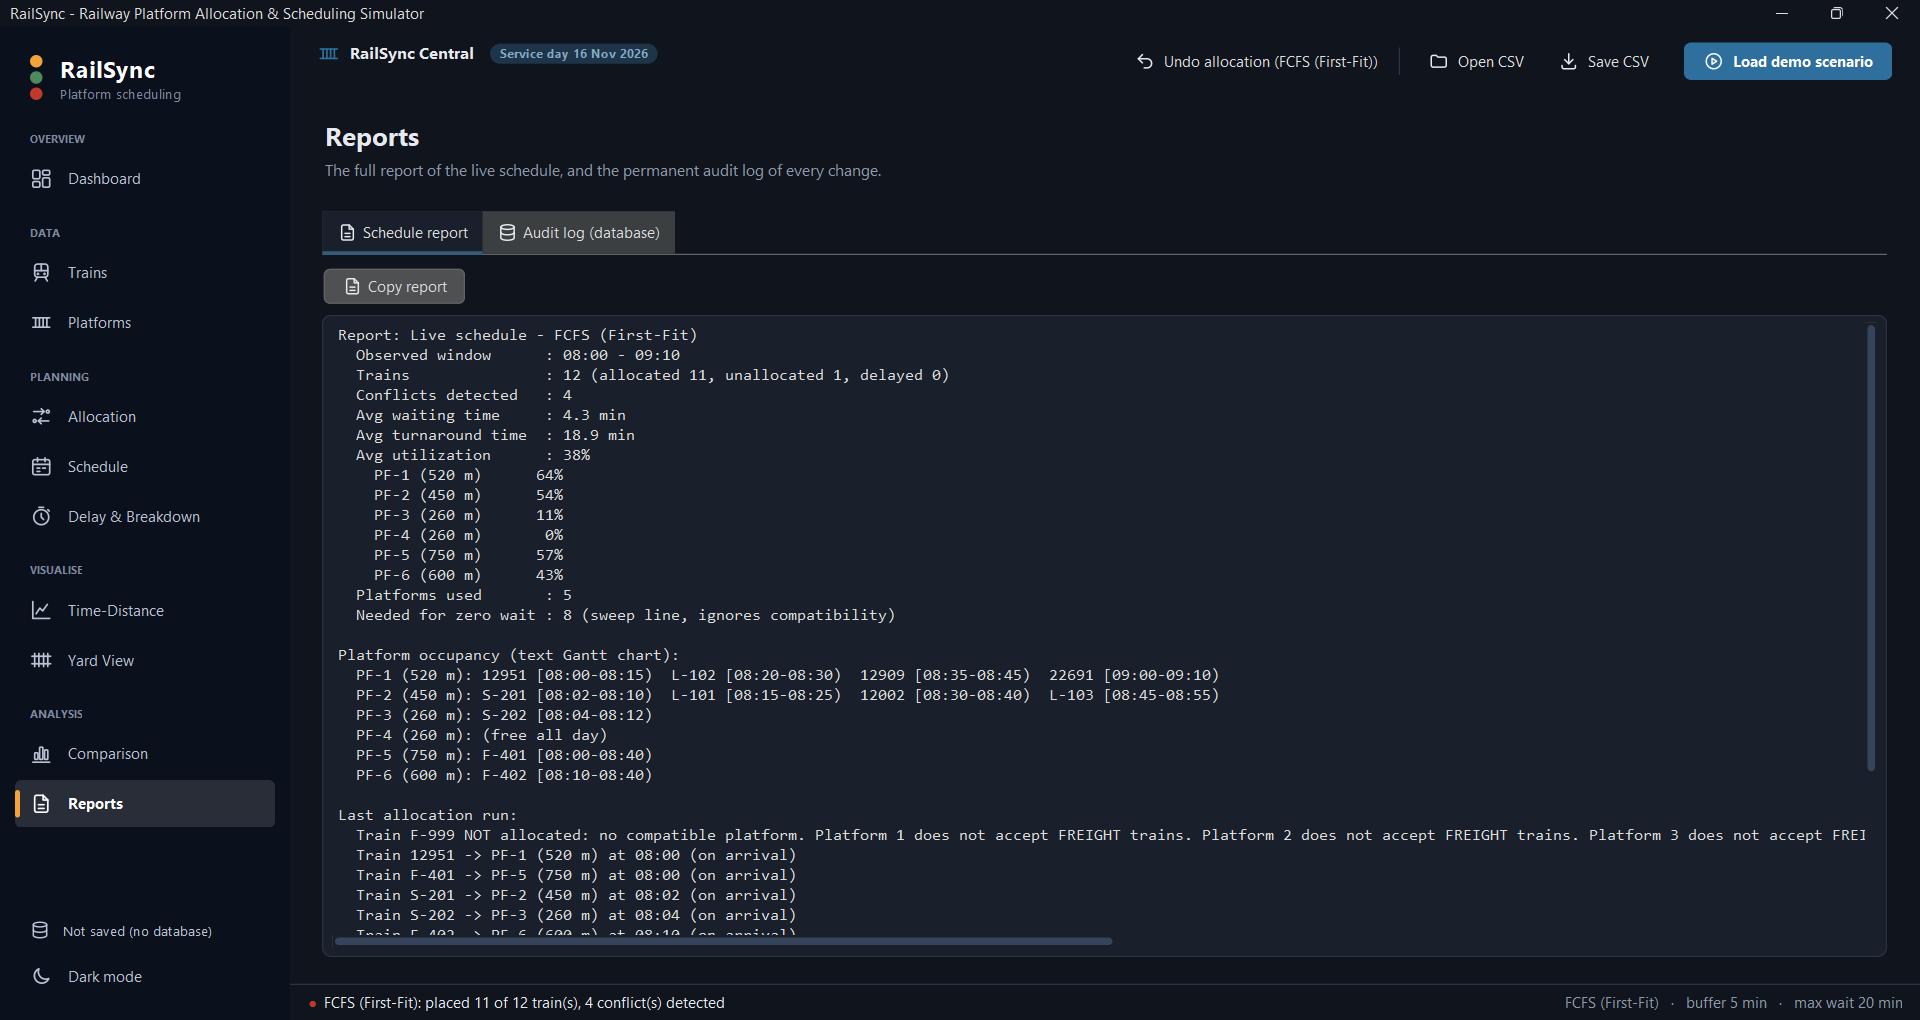 RailSync - Railway Platform Allocation & Scheduling Simulator
RailSync
Platform scheduling
OVERVIEW
Dashboard
DATA
Trains
Platforms
PLANNING
Allocation
Schedule
Delay & Breakdown
VISUALISE
Time-Distance
Yard View
ANALYSIS
Comparison
Reports
Not saved (no database)
Dark mode
RailSync Central
Service day 16 Nov 2026
Undo allocation (FCFS (First-Fit))
Open CSV
Save CSV
Load demo scenario
Reports
The full report of the live schedule, and the permanent audit log of every change.
Schedule report
Audit log (database)
Copy report
Report: Live schedule - FCFS (First-Fit)
Observed window : 08:00 - 09:10
Trains : 12 (allocated 11, unallocated 1, delayed 0)
Conflicts detected : 4
Avg waiting time : 4.3 min
Avg turnaround time : 18.9 min
Avg utilization : 38%
PF-1 (520 m) 64%
PF-2 (450 m) 54%
PF-3 (260 m) 11%
PF-4 (260 m) 0%
PF-5 (750 m) 57%
PF-6 (600 m) 43%
Platforms used : 5
Needed for zero wait : 8 (sweep line, ignores compatibility)
Platform occupancy (text Gantt chart):
PF-1 (520 m): 12951 [08:00-08:15) L-102 [08:20-08:30) 12909 [08:35-08:45) 22691 [09:00-09:10)
PF-2 (450 m): S-201 [08:02-08:10) L-101 [08:15-08:25) 12002 [08:30-08:40) L-103 [08:45-08:55)
PF-3 (260 m): S-202 [08:04-08:12)
PF-4 (260 m): (free all day)
PF-5 (750 m): F-401 [08:00-08:40)
PF-6 (600 m): F-402 [08:10-08:40)
Last allocation run:
Train F-999 NOT allocated: no compatible platform. Platform 1 does not accept FREIGHT trains. Platform 2 does not accept FREIGHT trains. Platform 3 does not accept FREI
Train 12951 -> PF-1 (520 m) at 08:00 (on arrival)
Train F-401 -> PF-5 (750 m) at 08:00 (on arrival)
Train S-201 -> PF-2 (450 m) at 08:02 (on arrival)
Train S-202 -> PF-3 (260 m) at 08:04 (on arrival)
Train F-402 -> PF-6 (600 m) at 08:10 (on arrival)
FCFS (First-Fit): placed 11 of 12 train(s), 4 conflict(s) detected
FCFS (First-Fit) · buffer 5 min · max wait 20 min